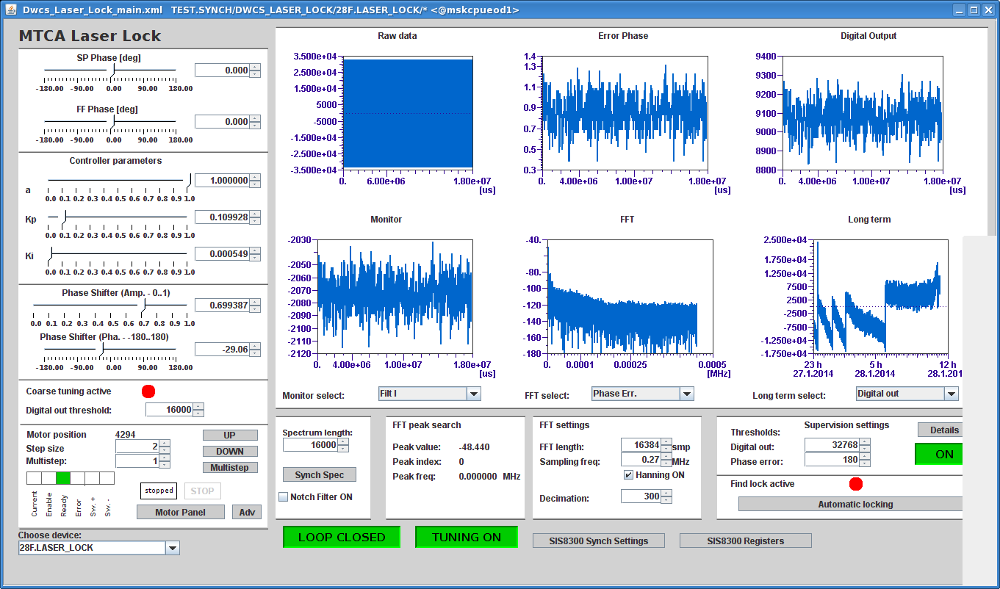 Dwcs_Laser_Lock_main.xml TEST.SYNCH/DWCS_LASER_LOCK/28F.LASER_LOCK/* <@mskcpueod1>
MTCA Laser Lock
SP Phase [deg]
0.000
-180.00 -90.00 0.00 90.00 180.00
FF Phase [deg]
0.000
-180.00 -90.00 0.00 90.00 180.00
Controller parameters
a
1.000000
0.0 0.1 0.2 0.3 0.4 0.5 0.6 0.7 0.8 0.9 1.0
Kp
0.109928
0.0 0.1 0.2 0.3 0.4 0.5 0.6 0.7 0.8 0.9 1.0
Ki
0.000549
0.0 0.1 0.2 0.3 0.4 0.5 0.6 0.7 0.8 0.9 1.0
Phase Shifter (Amp. - 0..1)
0.699387
0.0 0.1 0.2 0.3 0.4 0.5 0.6 0.7 0.8 0.9 1.0
Phase Shifter (Pha. - -180..180)
-29.06
-180.00 -90.00 0.00 90.00 180.00
Coarse tuning active
Digital out threshold: 16000
Motor position 4294 UP
Step size 2 DOWN
Multistep: 1 Multistep
Current
Enable
Ready
Error
Sw. +
Sw. -
stopped STOP
Motor Panel Adv
Choose device:
28F.LASER_LOCK
Raw data
3.500e+04
2.500e+04
1.500e+04
5000
-5000
-1.500e+04
-2.500e+04
-3.500e+04
0. 6.00e+06 1.80e+07
[us]
Error Phase
1.4
1.3
1.1
0.9
0.7
0.5
0.3
0. 4.00e+06 1.00e+07 1.80e+07
[us]
Digital Output
9400
9300
9200
9100
9000
8900
8800
0. 4.00e+06 1.00e+07 1.80e+07
[us]
Monitor
-2030
-2050
-2060
-2070
-2080
-2090
-2100
-2110
-2120
0. 4.00e+06 1.00e+07 1.80e+07
[us]
FFT
-40.
-80.
-100
-120
-140
-160
-180
0. 0.0001 0.00025 0.0005
[MHz]
Long term
2.500e+04
1.750e+04
1.250e+04
7500
2500
-2500
-7500
-1.250e+04
-1.750e+04
23 h 5 h 12 h
27.1.2014 28.1.2014 28.1.201
Monitor select: Filt I
FFT select: Phase Err.
Long term select: Digital out
Spectrum length:
16000
Synch Spec
Notch Filter ON
FFT peak search
Peak value: -48.440
Peak index: 0
Peak freq: 0.000000 MHz
FFT settings
FFT length: 16384 smp
Sampling freq: 0.27 MHz
Hanning ON
Decimation: 300
Supervision settings
Thresholds: Details
Digital out: 32768
Phase error: 180
ON
Find lock active
Automatic locking
LOOP CLOSED TUNING ON SIS8300 Synch Settings SIS8300 Registers